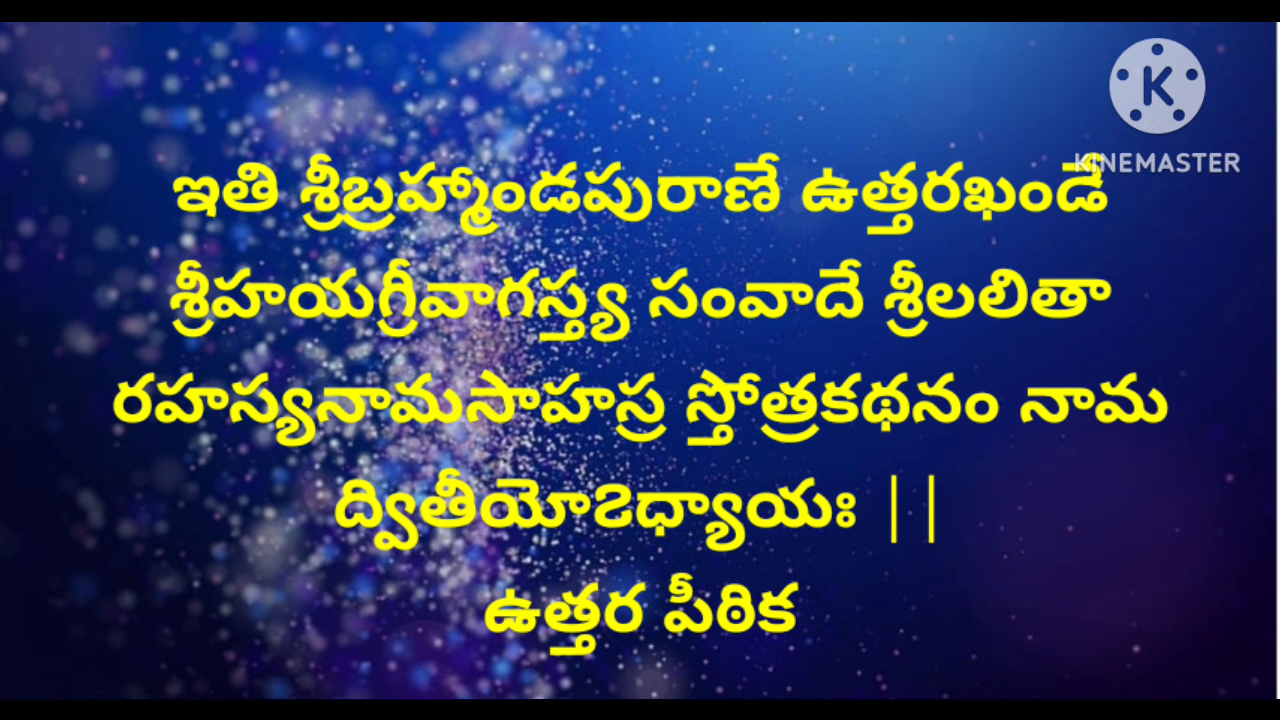 KINEMASTER
ఇతి శ్రీబ్రహ్మాండపురాణే ఉత్తరఖండే
శ్రీహయగ్రీవాగస్త్య సంవాదే శ్రీలలితా
రహస్యనామసాహస్ర స్తోత్రకథనం నామ
ద్వితీయోఽధ్యాయః ||
ఉత్తర పీఠిక